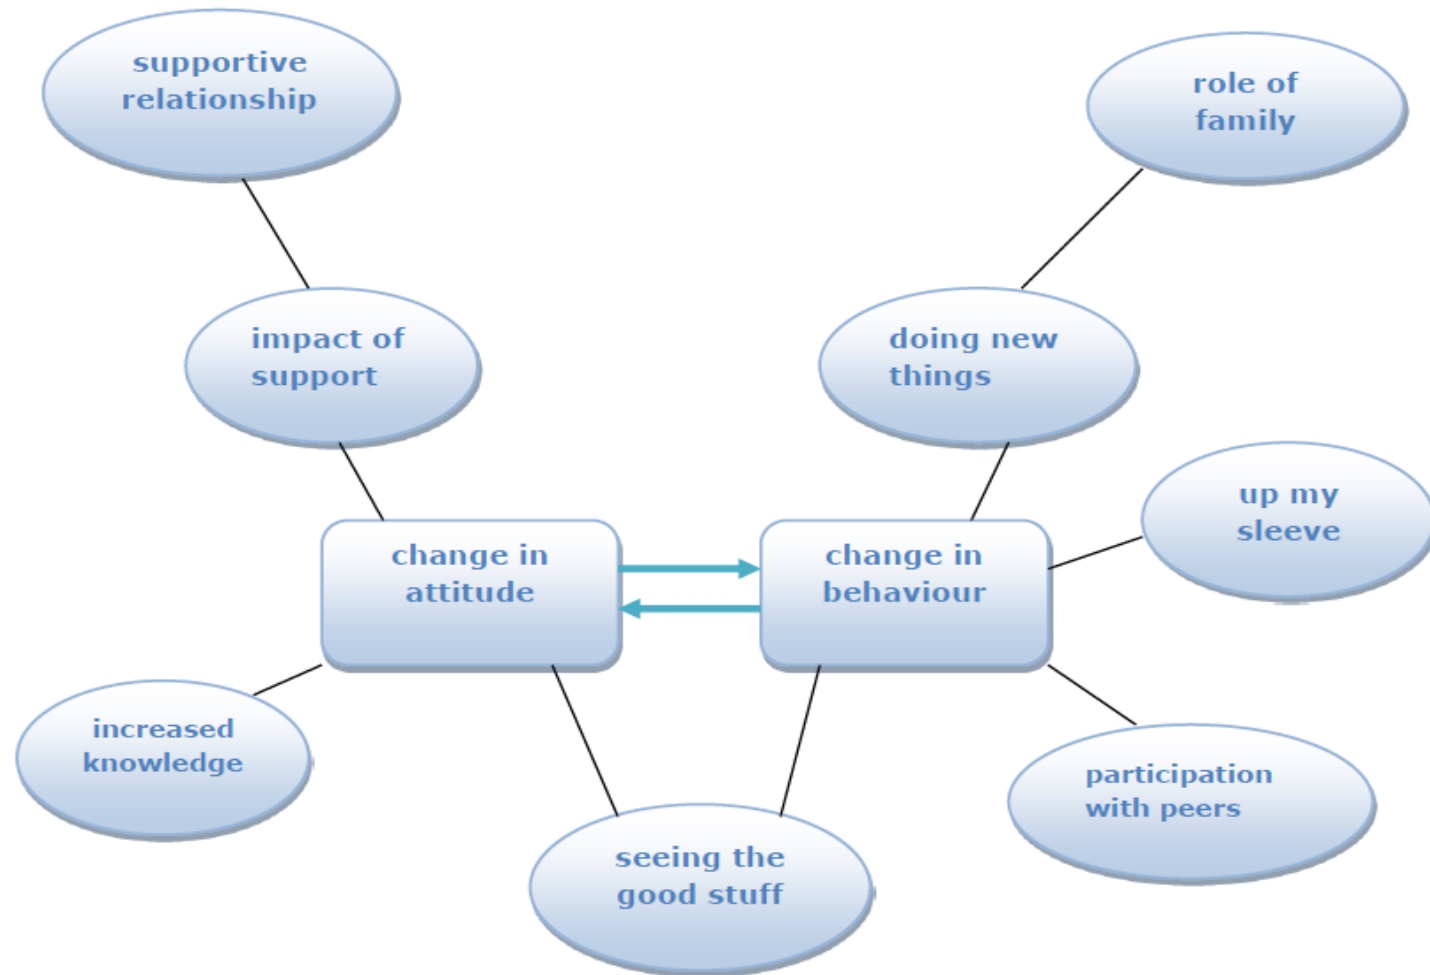 supportive
relationship
role of
family
impact of
support
doing new
things
up my
sleeve
change in
attitude
change in
behaviour
increased
knowledge
participation
with peers
seeing the
good stuff